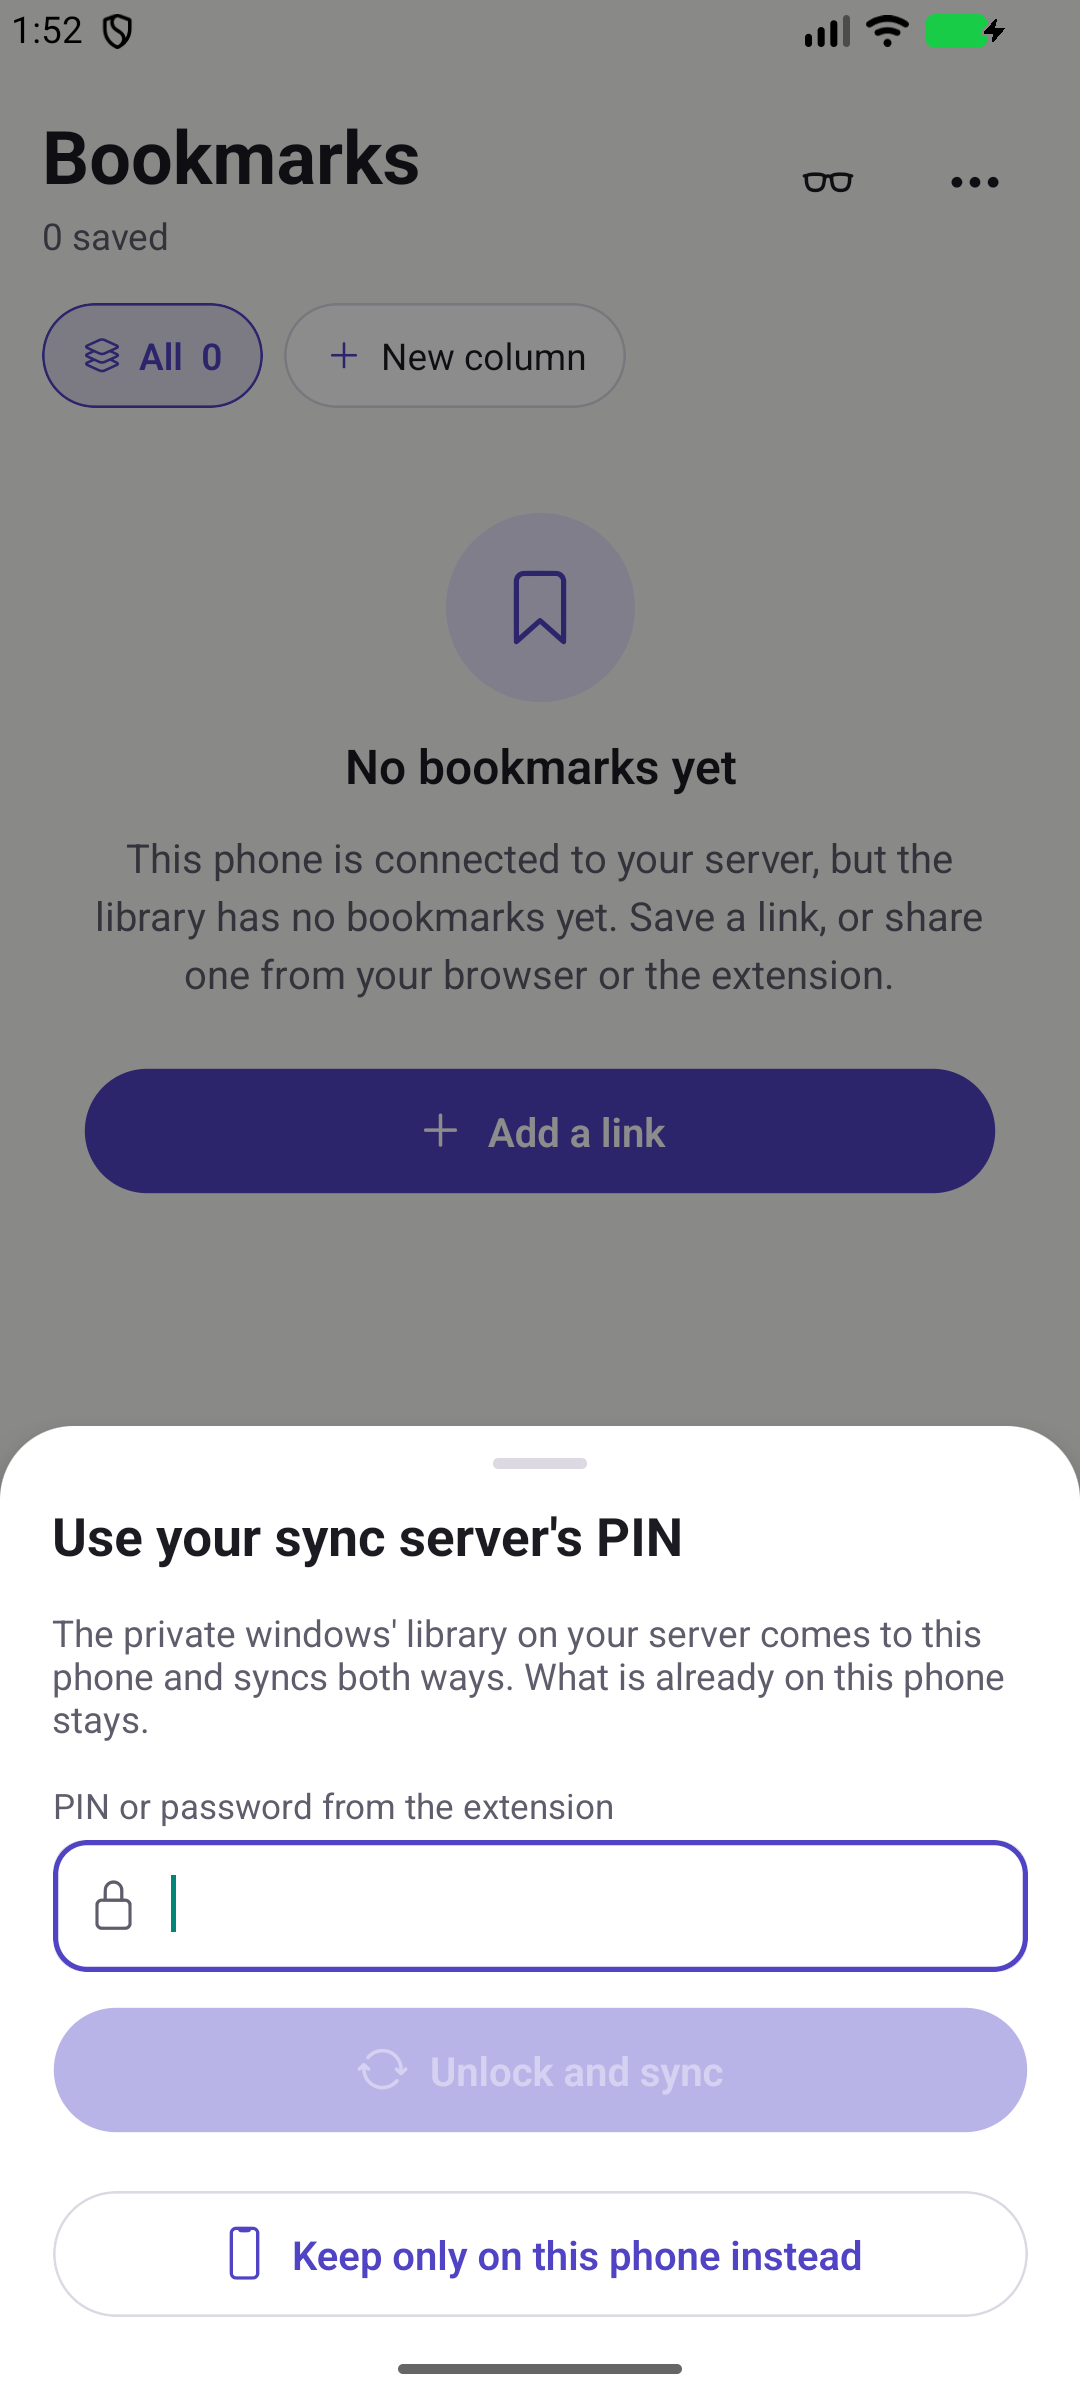 1:52
Bookmarks
0 saved
All 0
New column
No bookmarks yet
This phone is connected to your server, but the
library has no bookmarks yet. Save a link, or share
one from your browser or the extension.
Add a link
Use your sync server's PIN
The private windows' library on your server comes to this
phone and syncs both ways. What is already on this phone
stays.
PIN or password from the extension
Unlock and sync
Keep only on this phone instead